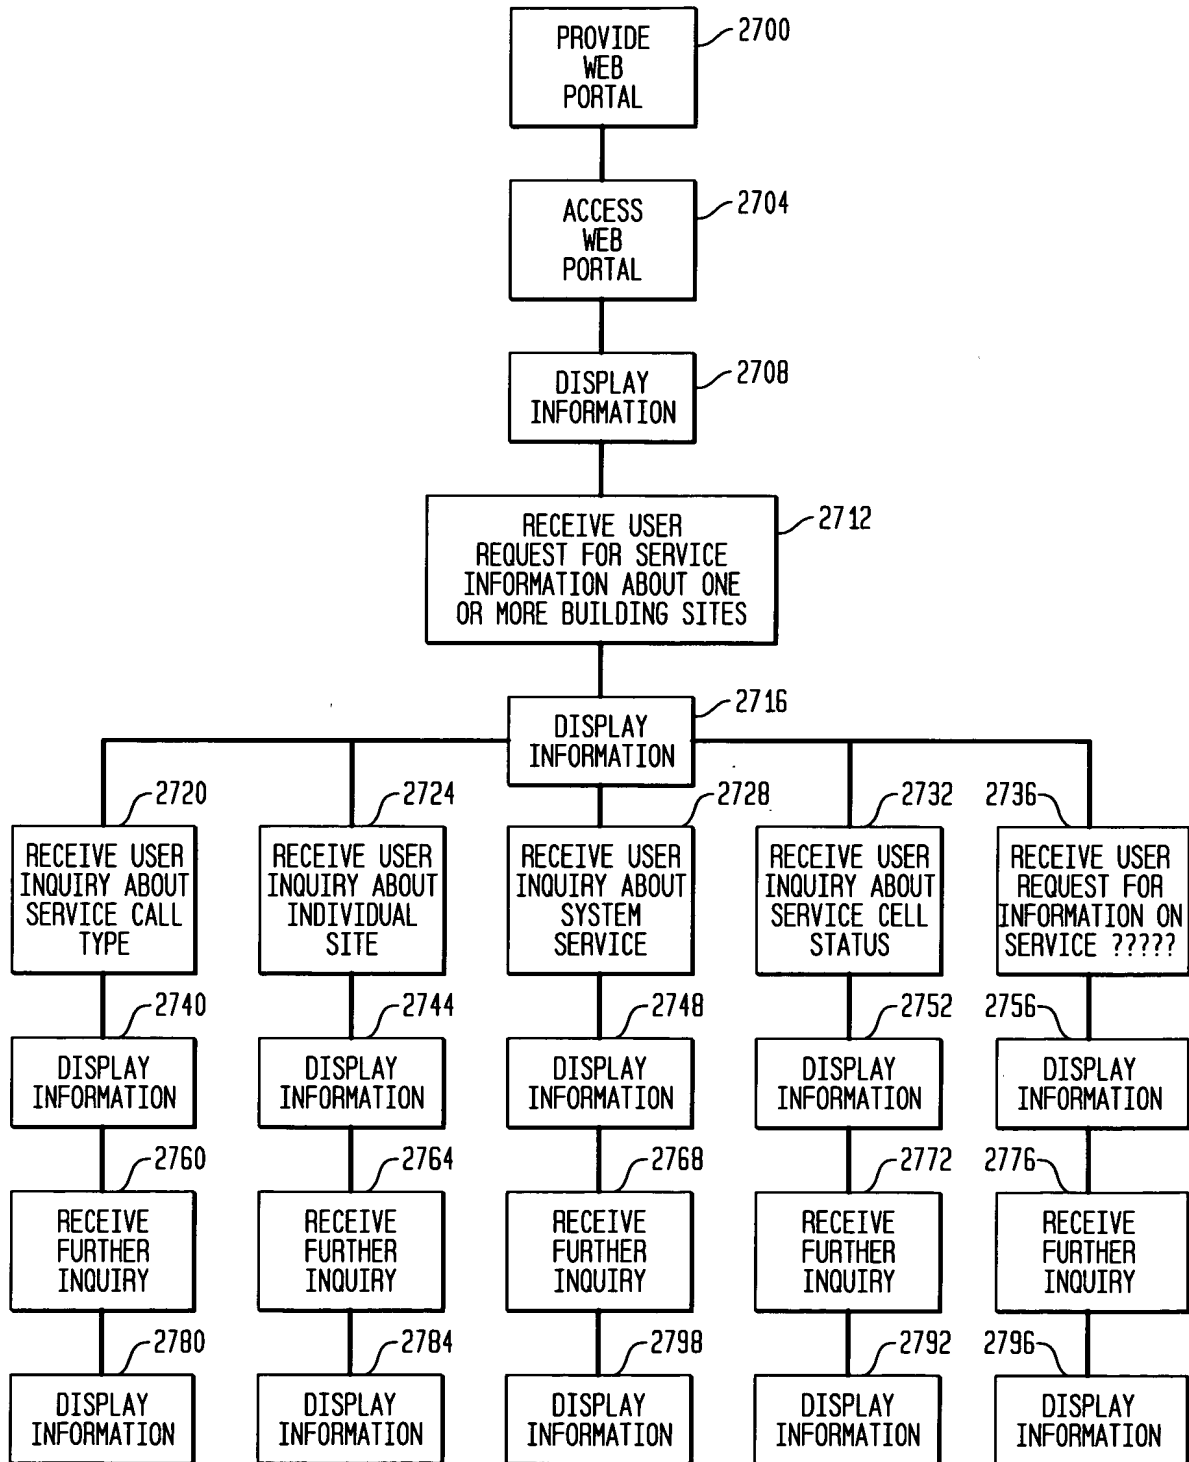 PROVIDE
WEB
PORTAL
2700
ACCESS
WEB
PORTAL
2704
DISPLAY
INFORMATION
2708
RECEIVE USER
REQUEST FOR SERVICE
INFORMATION ABOUT ONE
OR MORE BUILDING SITES
2712
DISPLAY
INFORMATION
2716
2720
RECEIVE USER
INQUIRY ABOUT
SERVICE CALL
TYPE
2724
RECEIVE USER
INQUIRY ABOUT
INDIVIDUAL
SITE
2728
RECEIVE USER
INQUIRY ABOUT
SYSTEM
SERVICE
2732
RECEIVE USER
INQUIRY ABOUT
SERVICE CELL
STATUS
2736
RECEIVE USER
REQUEST FOR
INFORMATION ON
SERVICE ?????
2740
DISPLAY
INFORMATION
2744
DISPLAY
INFORMATION
2748
DISPLAY
INFORMATION
2752
DISPLAY
INFORMATION
2756
DISPLAY
INFORMATION
2760
RECEIVE
FURTHER
INQUIRY
2764
RECEIVE
FURTHER
INQUIRY
2768
RECEIVE
FURTHER
INQUIRY
2772
RECEIVE
FURTHER
INQUIRY
2776
RECEIVE
FURTHER
INQUIRY
2780
DISPLAY
INFORMATION
2784
DISPLAY
INFORMATION
2798
DISPLAY
INFORMATION
2792
DISPLAY
INFORMATION
2796
DISPLAY
INFORMATION